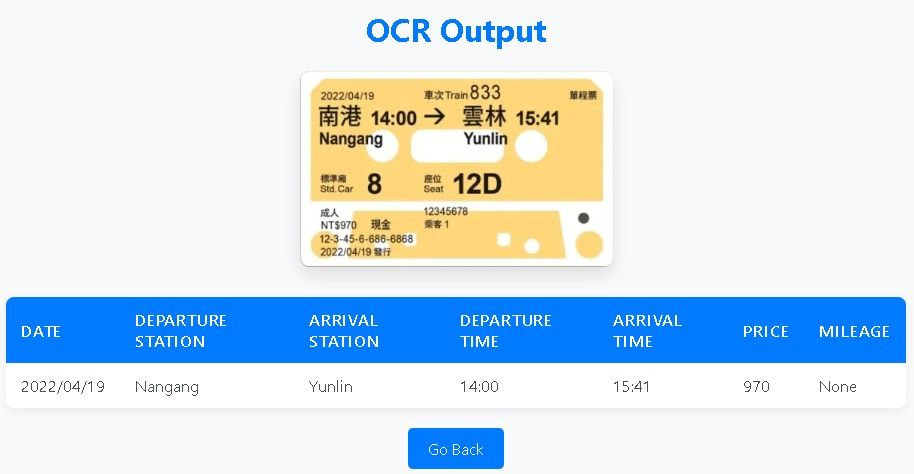 OCR Output
2022/04/19 車次Train 833 單程票
南港 14:00 → 雲林 15:41
Nangang Yunlin
標準廂 Std.Car 8 座位 Seat 12D
成人 12345678
NT$970 現金 乘客 1
12-3-45-6-686-6868
2022/04/19 發行
DATE DEPARTURE STATION ARRIVAL STATION DEPARTURE TIME ARRIVAL TIME PRICE MILEAGE
2022/04/19 Nangang Yunlin 14:00 15:41 970 None
Go Back